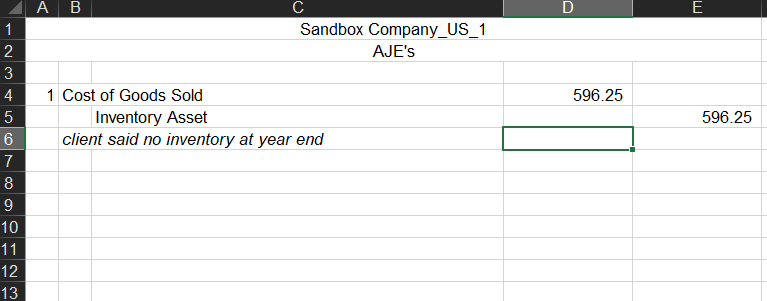 A B C D E
1 Sandbox Company_US_1
2 AJE's
3
4 1 Cost of Goods Sold 596.25
5 Inventory Asset 596.25
6 client said no inventory at year end
7
8
9
10
11
12
13